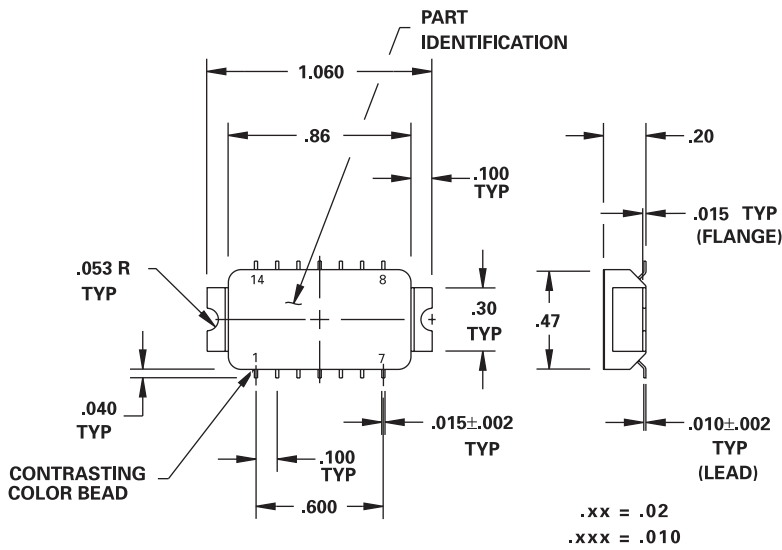 PART
IDENTIFICATION
1.060
.86
.20
.100
TYP
.015 TYP
(FLANGE)
14
8
.053 R
TYP
.30
TYP
.47
1
7
.040
TYP
.015±.002
TYP
.010±.002
TYP
(LEAD)
.100
TYP
CONTRASTING
COLOR BEAD
.600
.xx = .02
.xxx = .010